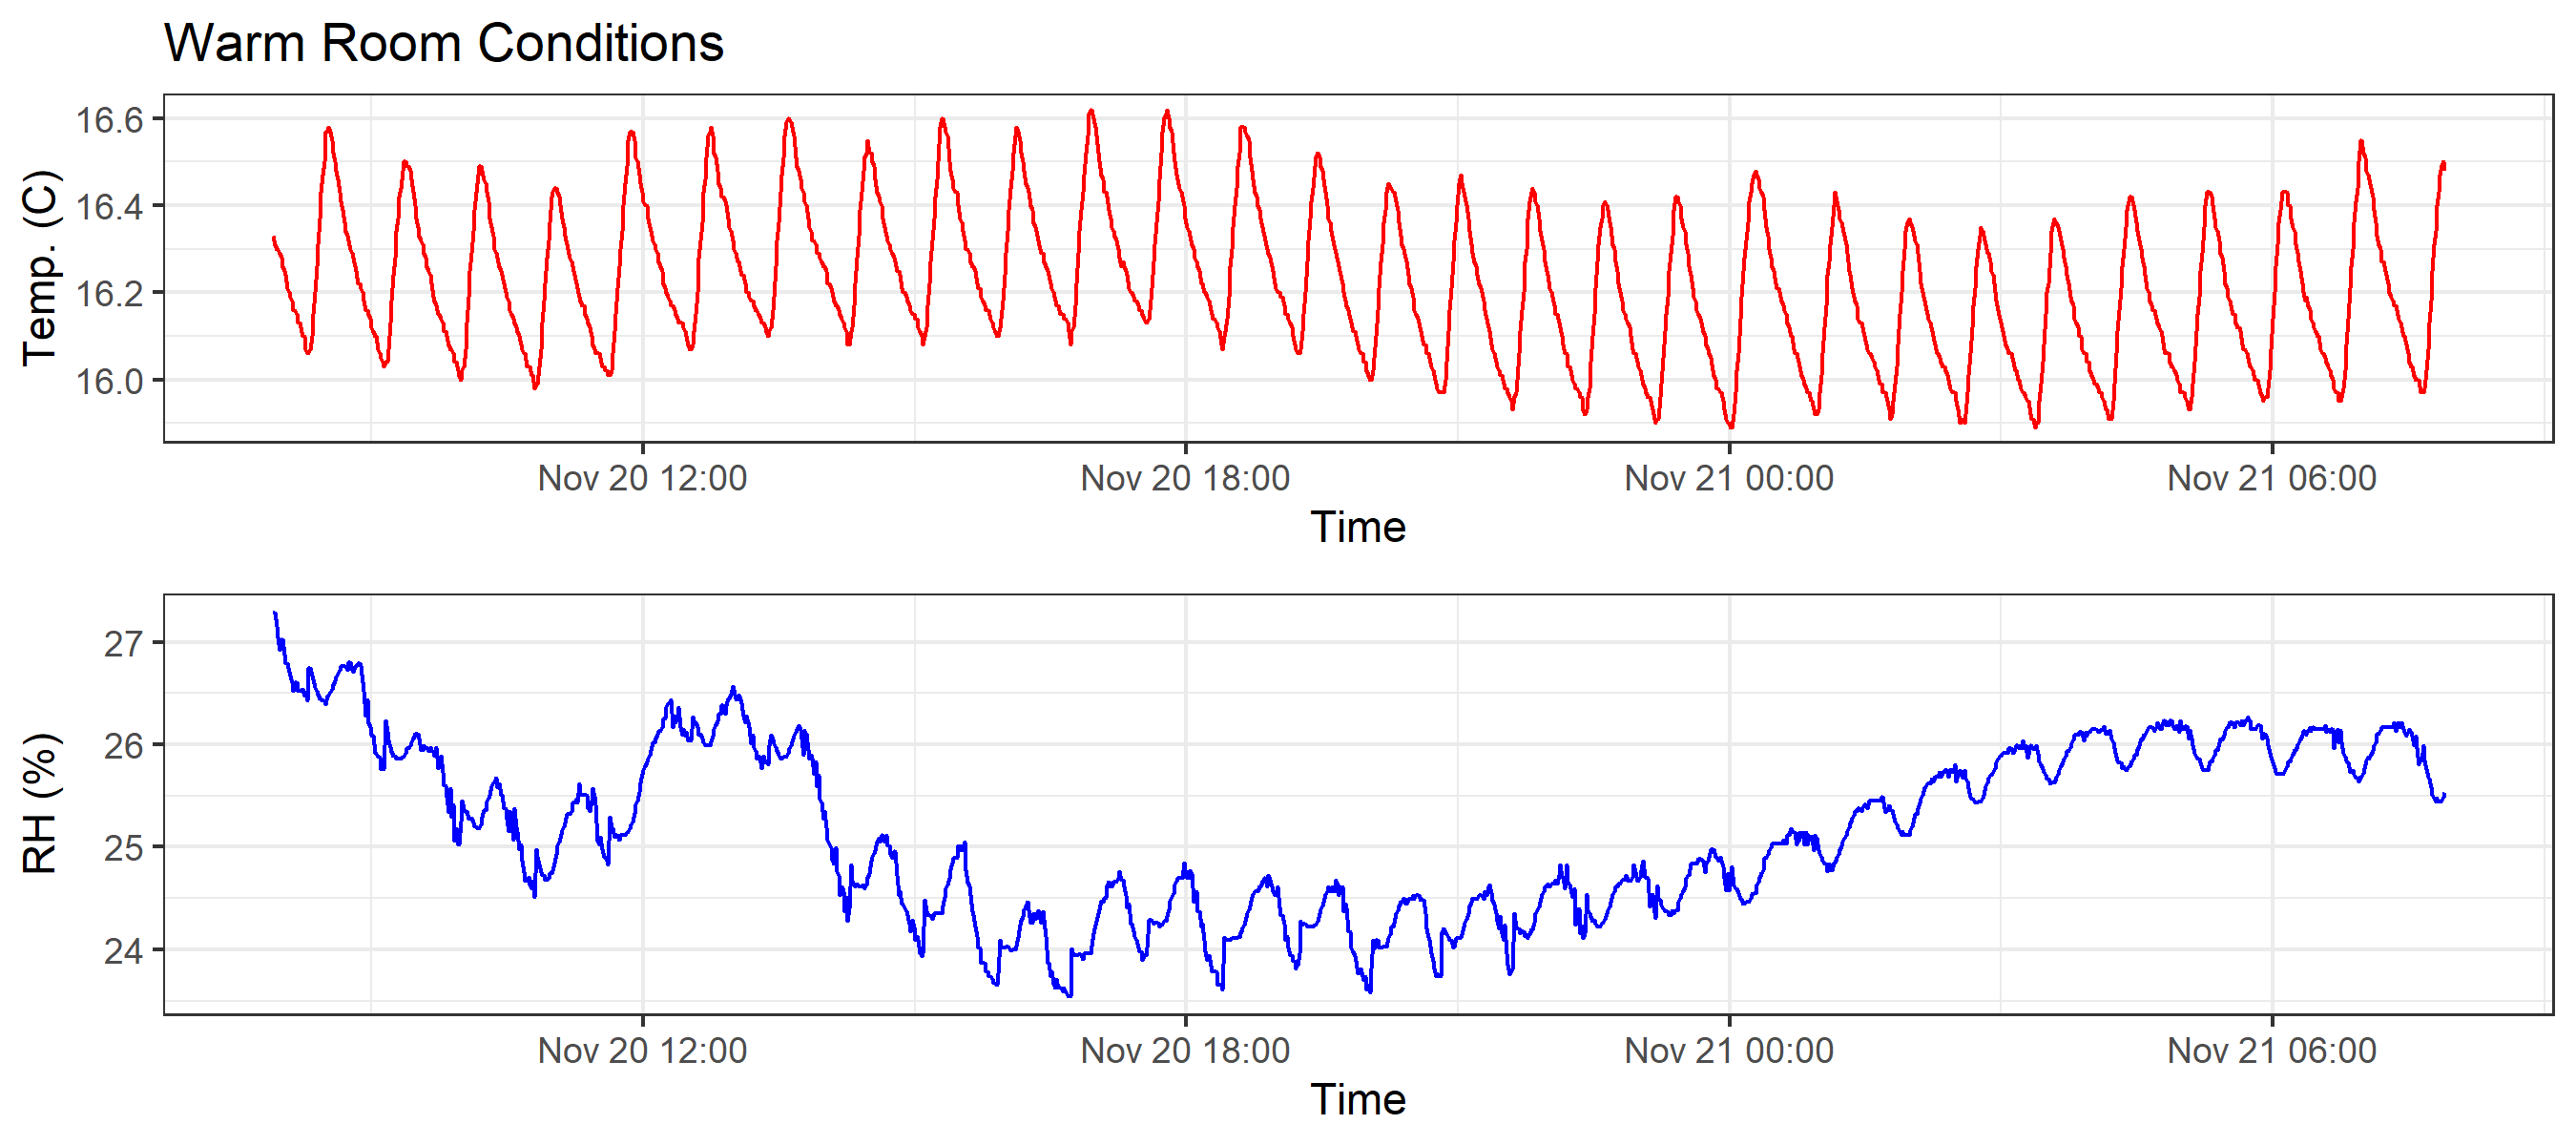 Warm Room Conditions
Temp. (C)
16.6
16.4
16.2
16.0
Nov 20 12:00 Nov 20 18:00 Nov 21 00:00 Nov 21 06:00
Time
RH (%)
27
26
25
24
Nov 20 12:00 Nov 20 18:00 Nov 21 00:00 Nov 21 06:00
Time